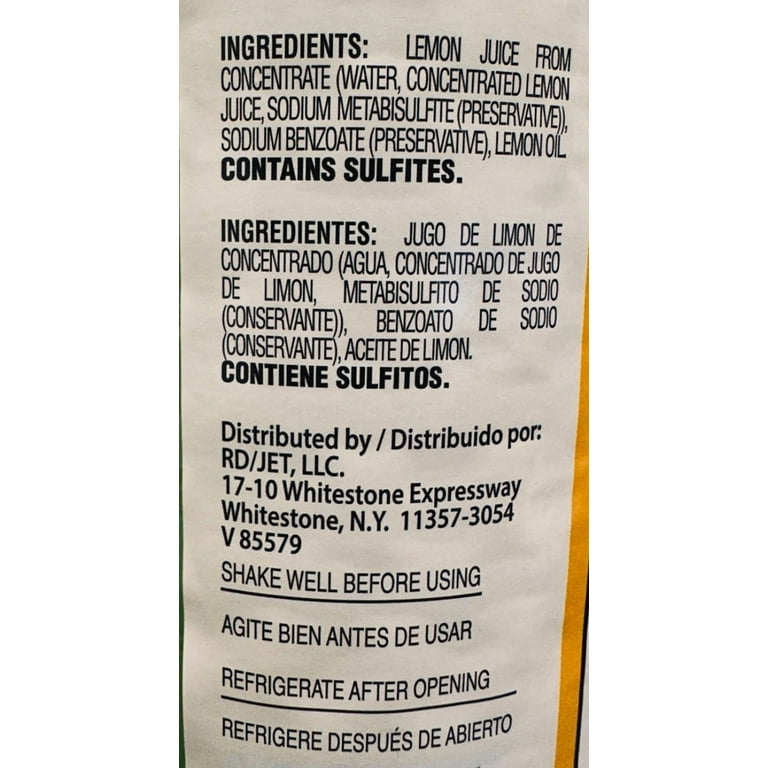 INGREDIENTS: LEMON JUICE FROM
CONCENTRATE (WATER, CONCENTRATED LEMON
JUICE, SODIUM METABISULFITE (PRESERVATIVE)),
SODIUM BENZOATE (PRESERVATIVE), LEMON OIL.
CONTAINS SULFITES.
INGREDIENTES: JUGO DE LIMON DE
CONCENTRADO (AGUA, CONCENTRADO DE JUGO
DE LIMON, METABISULFITO DE SODIO
(CONSERVANTE)), BENZOATO DE SODIO
(CONSERVANTE), ACEITE DE LIMON.
CONTIENE SULFITOS.
Distributed by / Distribuido por:
RD/JET, LLC.
17-10 Whitestone Expressway
Whitestone, N.Y. 11357-3054
V 85579
SHAKE WELL BEFORE USING
AGITE BIEN ANTES DE USAR
REFRIGERATE AFTER OPENING
REFRIGERE DESPUÉS DE ABIERTO